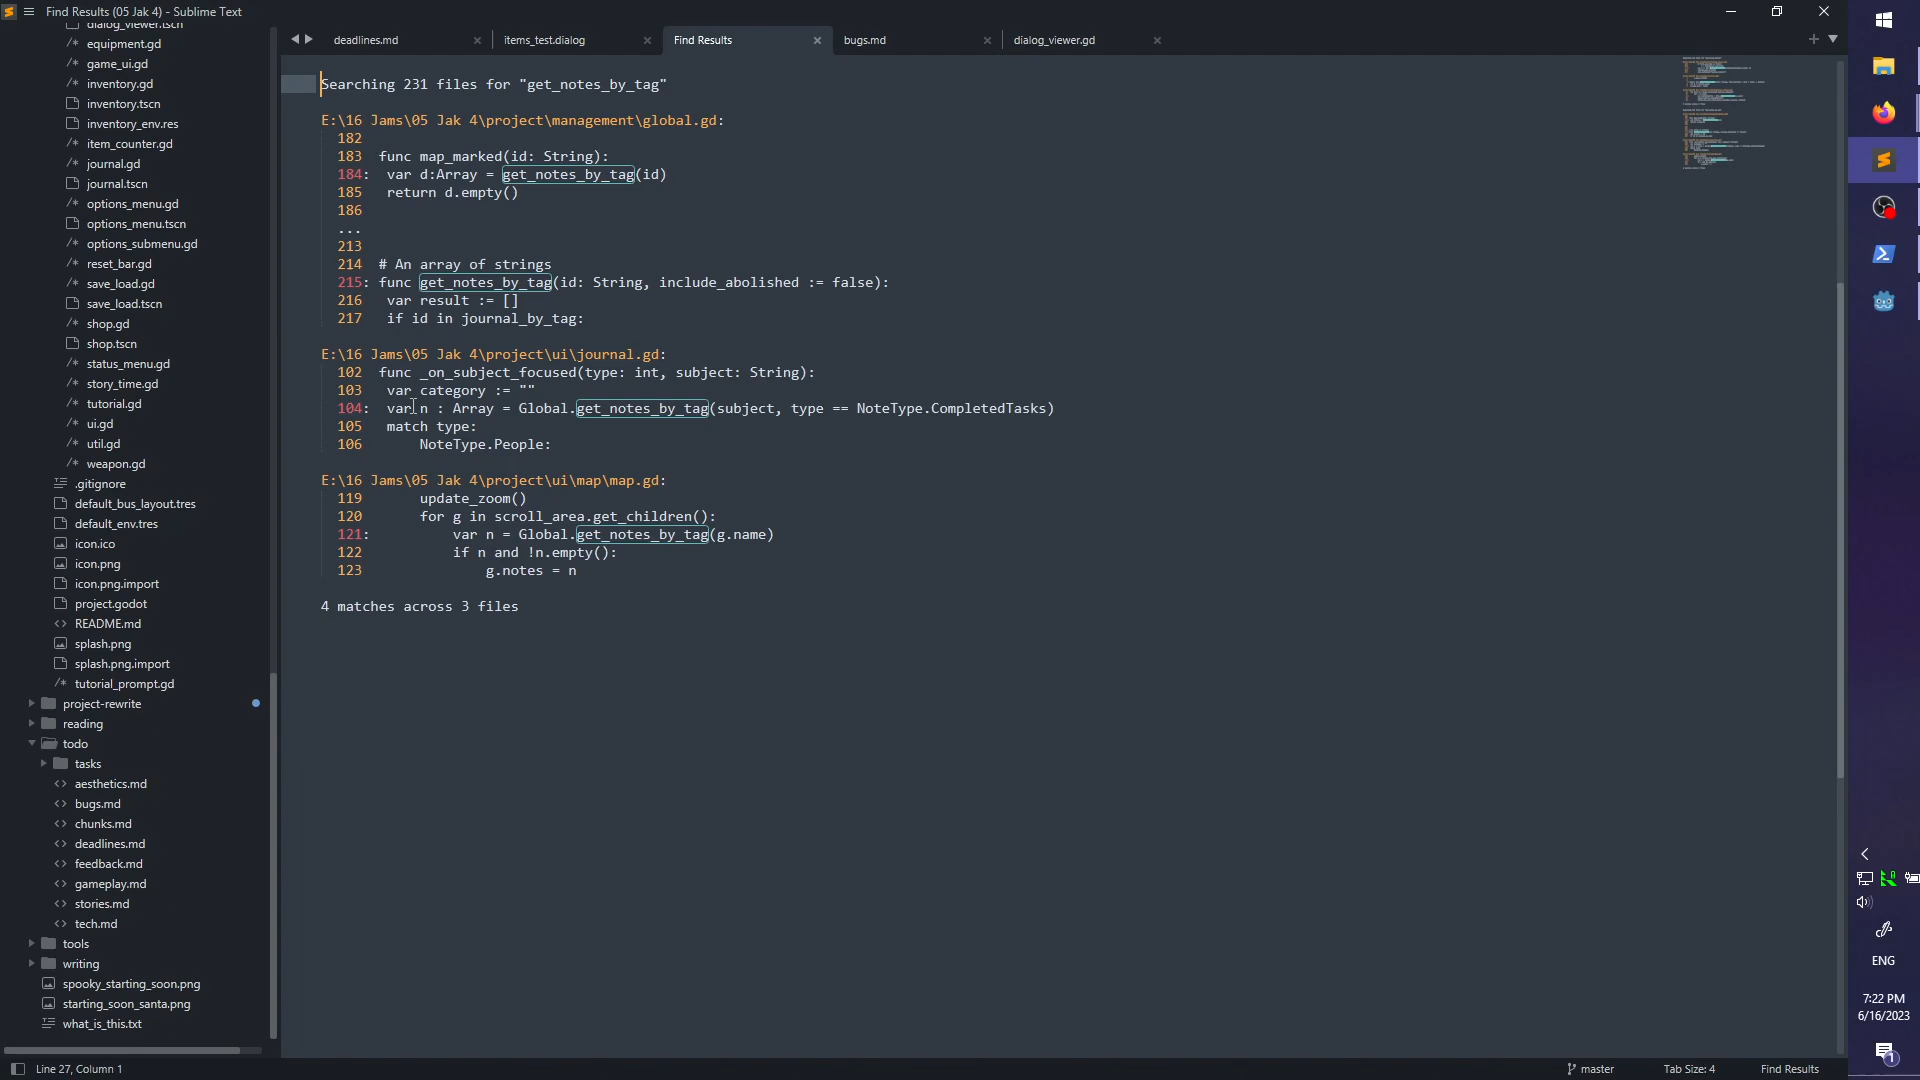 Find Results (05 Jak 4) - Sublime Text
dialog_viewer.tscn
equipment.gd
game_ui.gd
inventory.gd
inventory.tscn
inventory_env.res
item_counter.gd
journal.gd
journal.tscn
options_menu.gd
options_menu.tscn
options_submenu.gd
reset_bar.gd
save_load.gd
save_load.tscn
shop.gd
shop.tscn
status_menu.gd
story_time.gd
tutorial.gd
ui.gd
util.gd
weapon.gd
.gitignore
default_bus_layout.tres
default_env.tres
icon.ico
icon.png
icon.png.import
project.godot
README.md
splash.png
splash.png.import
tutorial_prompt.gd
project-rewrite
reading
todo
tasks
aesthetics.md
bugs.md
chunks.md
deadlines.md
feedback.md
gameplay.md
stories.md
tech.md
tools
writing
spooky_starting_soon.png
starting_soon_santa.png
what_is_this.txt
deadlines.md
items_test.dialog
Find Results
bugs.md
dialog_viewer.gd
Searching 231 files for "get_notes_by_tag"
E:\16 Jams\05 Jak 4\project\management\global.gd:
182
183 func map_marked(id: String):
184: var d:Array = get_notes_by_tag(id)
185 return d.empty()
186
...
213
214 # An array of strings
215: func get_notes_by_tag(id: String, include_abolished := false):
216 var result := []
217 if id in journal_by_tag:
E:\16 Jams\05 Jak 4\project\ui\journal.gd:
102 func _on_subject_focused(type: int, subject: String):
103 var category := ""
104: var n : Array = Global.get_notes_by_tag(subject, type == NoteType.CompletedTasks)
105 match type:
106 NoteType.People:
E:\16 Jams\05 Jak 4\project\ui\map\map.gd:
119 update_zoom()
120 for g in scroll_area.get_children():
121: var n = Global.get_notes_by_tag(g.name)
122 if n and !n.empty():
123 g.notes = n
4 matches across 3 files
Line 27, Column 1
master
Tab Size: 4
Find Results
ENG
7:22 PM
6/16/2023
1